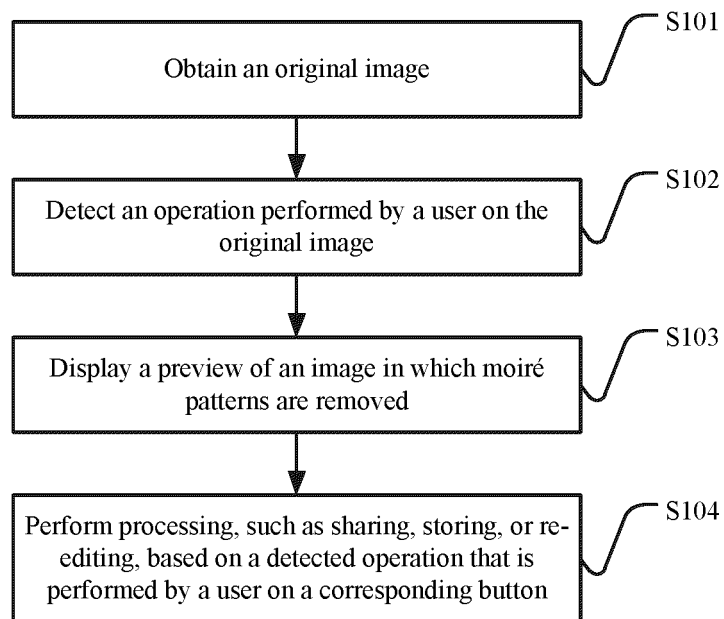 S101
Obtain an original image
S102
Detect an operation performed by a user on the
original image
S103
Display a preview of an image in which moiré
patterns are removed
S104
Perform processing, such as sharing, storing, or re-
editing, based on a detected operation that is
performed by a user on a corresponding button